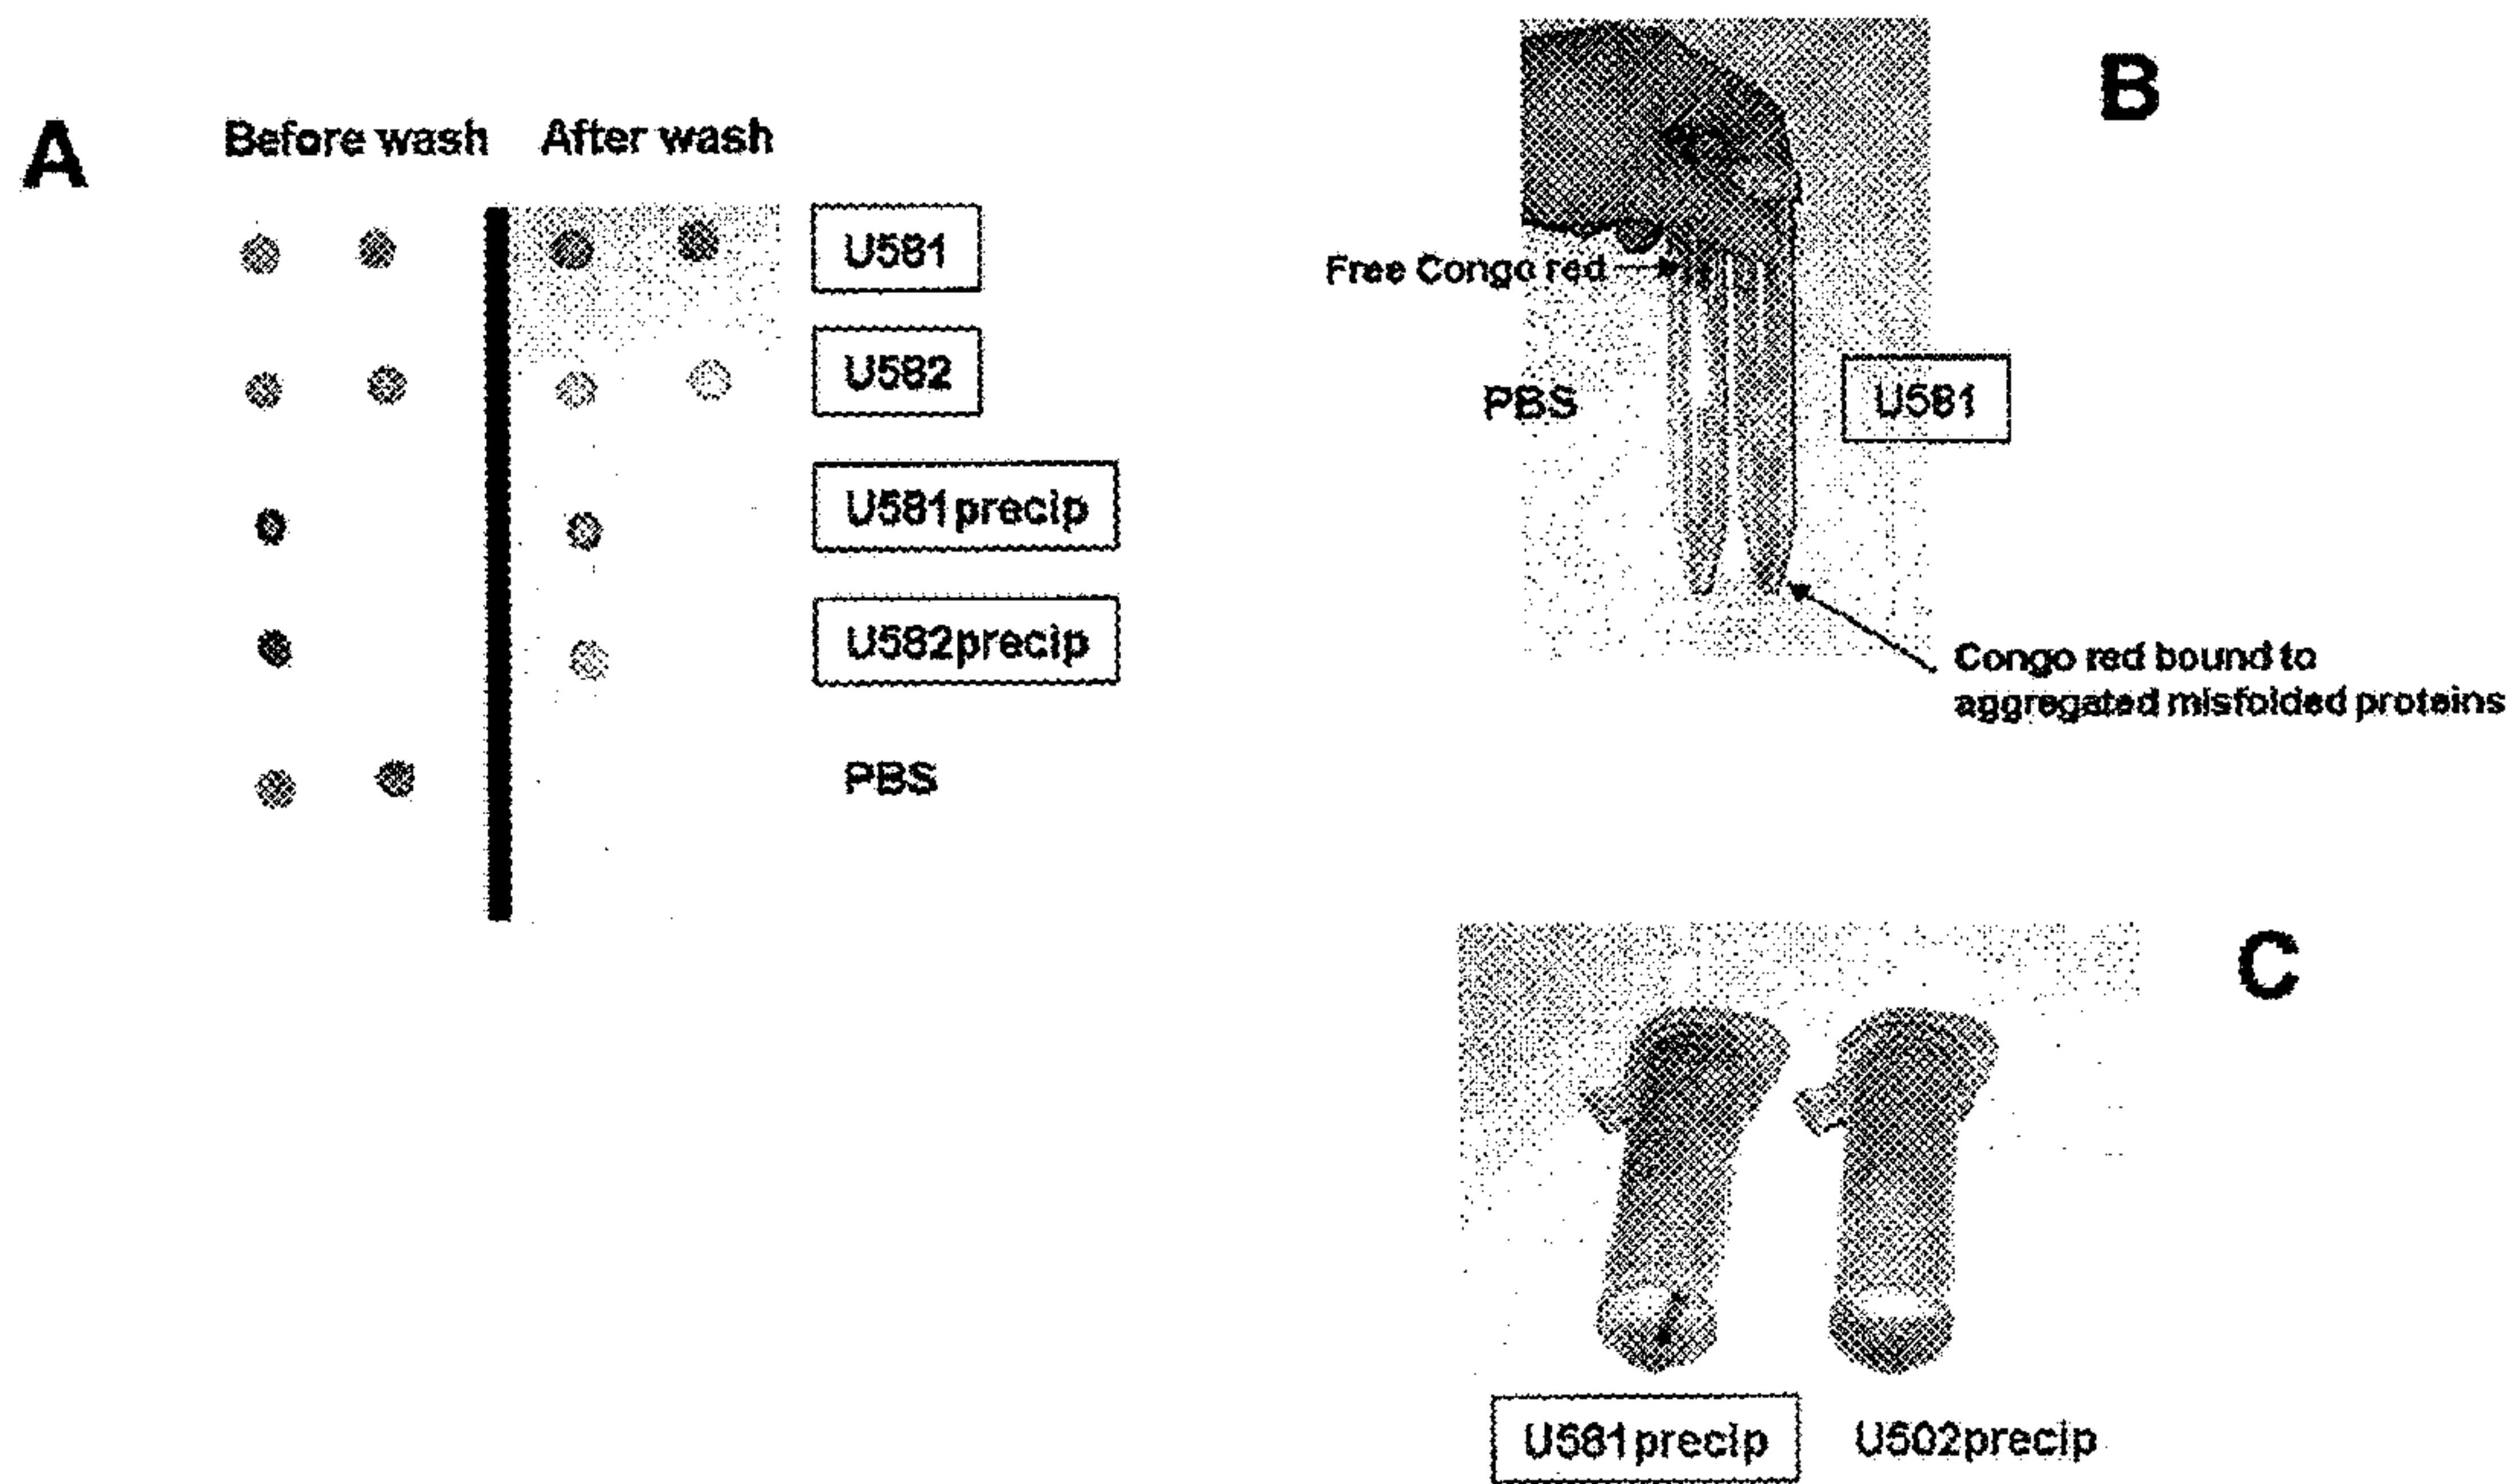 A
Before wash After wash
U581
U582
U581precip
U582precip
PBS
B
Free Congo red
PBS
U581
Congo red bound to
aggregated misfolded proteins
C
U581precip U502precip